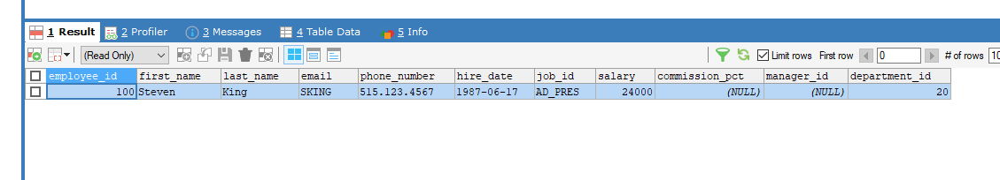 1 Result 2 Profiler 3 Messages 4 Table Data 5 Info
(Read Only) Limit rows First row 0 # of rows 10
employee_id first_name last_name email phone_number hire_date job_id salary commission_pct manager_id department_id
100 Steven King SKING 515.123.4567 1987-06-17 AD_PRES 24000 (NULL) (NULL) 20